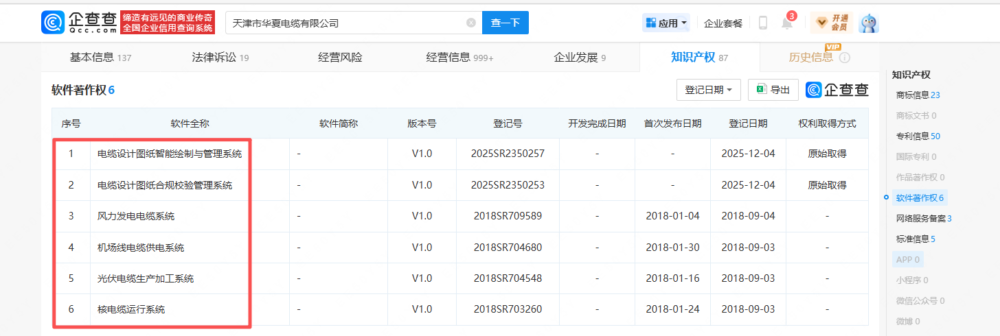 企查查
Qcc.com
缔造有远见的商业传奇
全国企业信用查询系统
天津市华夏电缆有限公司
查一下
应用
企业套餐
3
开通
会员
基本信息 137
法律诉讼 19
经营风险
经营信息 999+
企业发展 9
知识产权 87
历史信息
VIP
软件著作权 6
登记日期
导出
企查查
序号 软件全称 软件简称 版本号 登记号 开发完成日期 首次发布日期 登记日期 权利取得方式
1 电缆设计图纸智能绘制与管理系统 - V1.0 2025SR2350257 - - 2025-12-04 原始取得
2 电缆设计图纸合规校验管理系统 - V1.0 2025SR2350253 - - 2025-12-04 原始取得
3 风力发电电缆系统 - V1.0 2018SR709589 - 2018-01-04 2018-09-04 -
4 机场线电缆供电系统 - V1.0 2018SR704680 - 2018-01-30 2018-09-03 -
5 光伏电缆生产加工系统 - V1.0 2018SR704548 - 2018-01-16 2018-09-03 -
6 核电缆运行系统 - V1.0 2018SR703260 - 2018-01-24 2018-09-03 -
知识产权
商标信息 23
商标文书 0
专利信息 50
国际专利 0
作品著作权 0
软件著作权 6
网络服务备案 3
标准信息 5
APP 0
小程序 0
微信公众号 0
微博 0